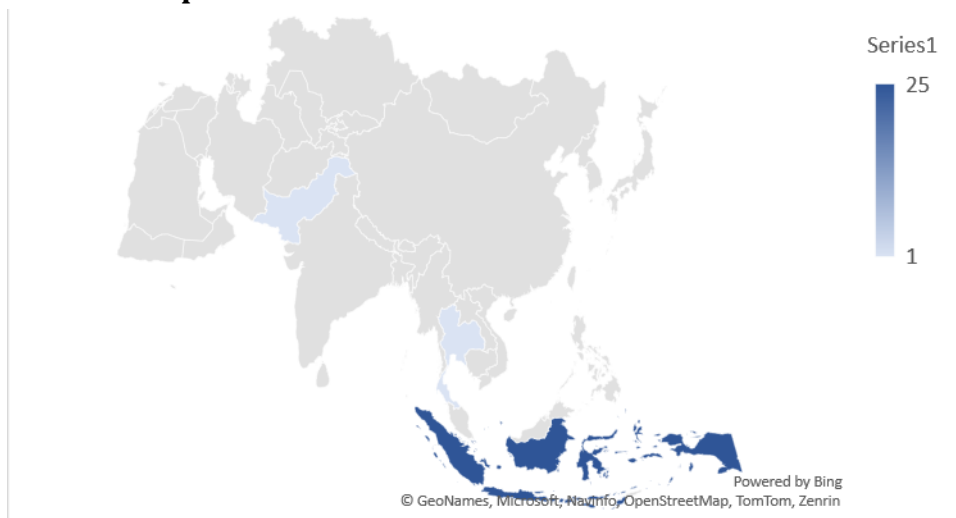 Series1
25
1
Powered by Bing
© GeoNames, Microsoft, Navinfo, OpenStreetMap, TomTom, Zenrin